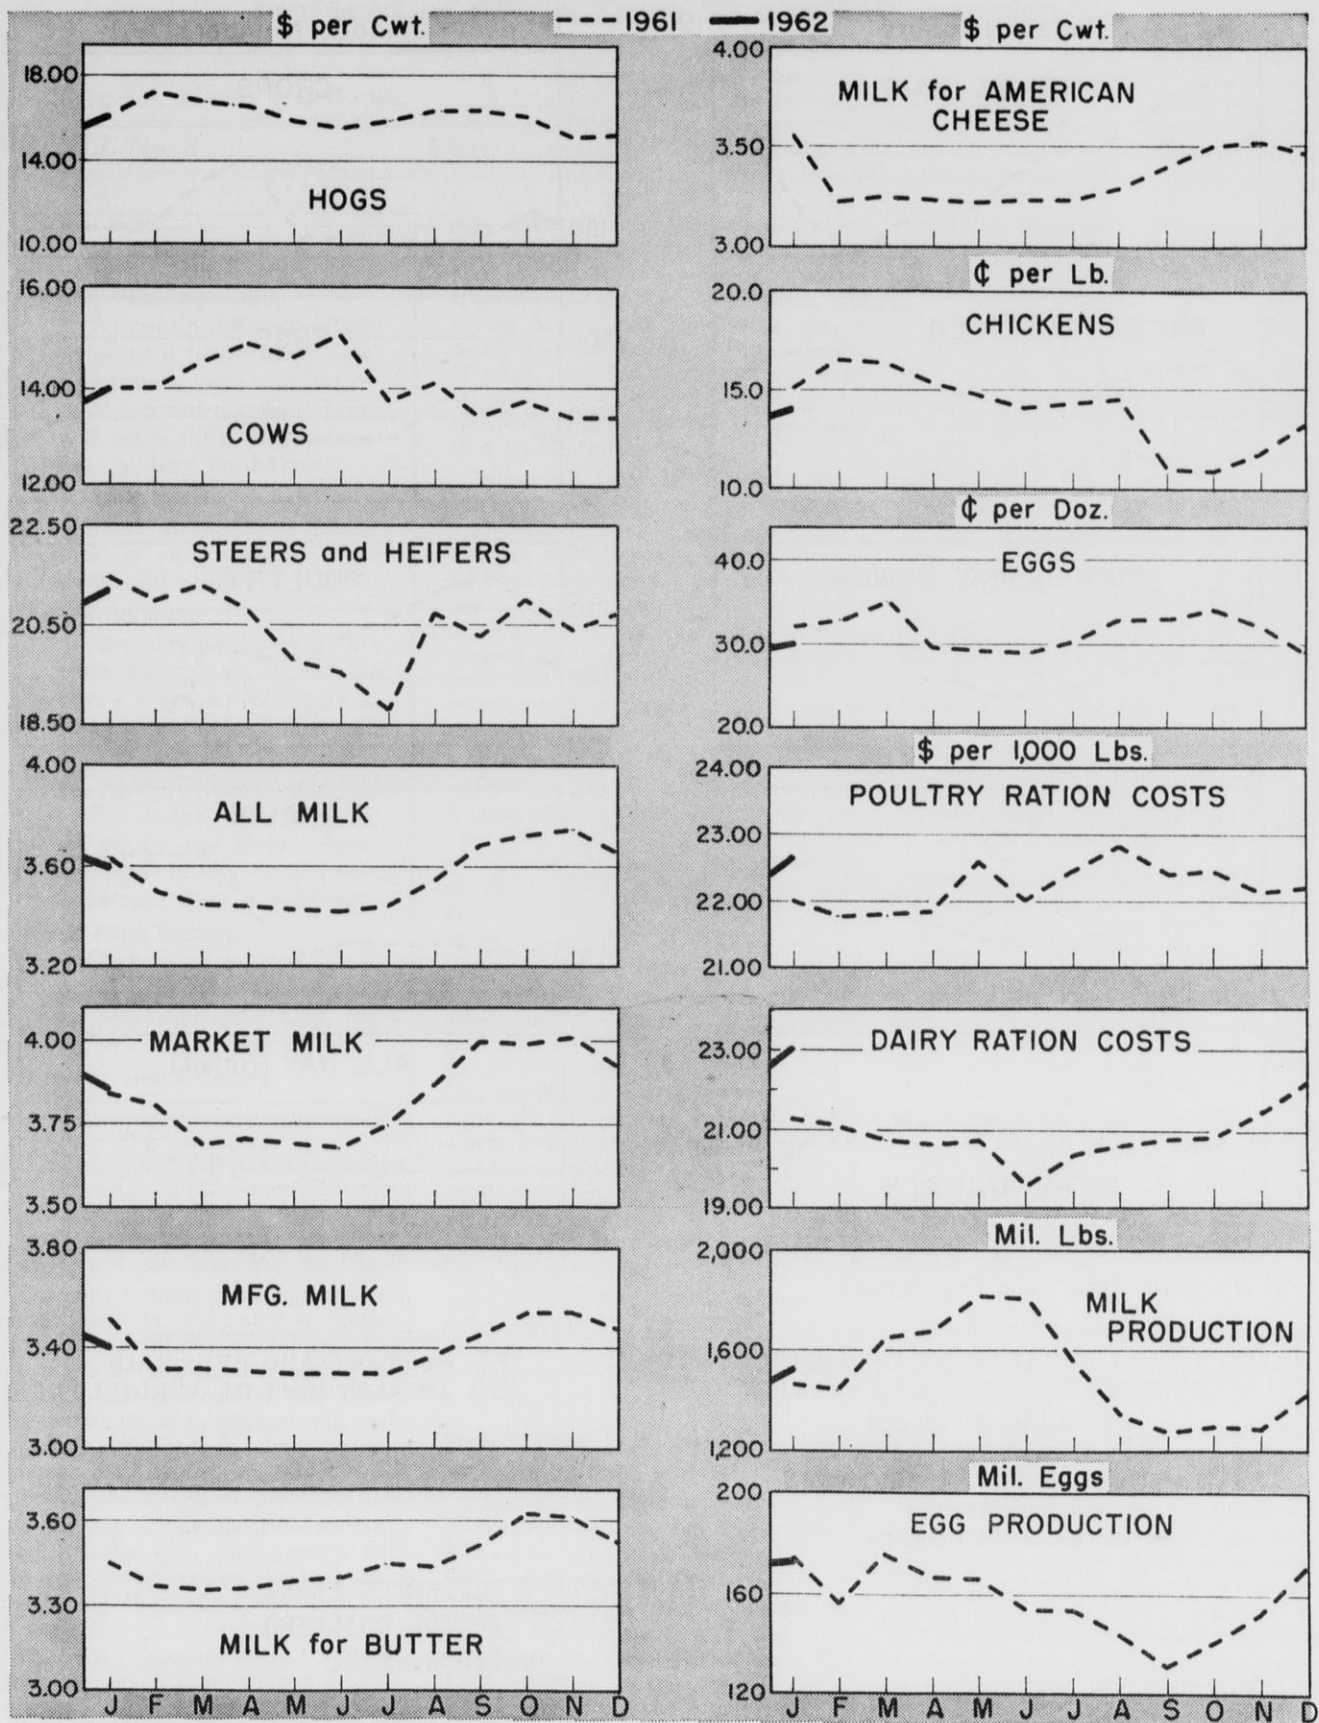 $ per Cwt. 1961 1962 $ per Cwt.
18.00
14.00
10.00
HOGS
16.00
14.00
12.00
COWS
22.50
20.50
18.50
STEERS and HEIFERS
4.00
3.60
3.20
ALL MILK
4.00
3.75
3.50
MARKET MILK
3.80
3.40
3.00
MFG. MILK
3.60
3.30
3.00
MILK for BUTTER
J F M A M J J A S O N D
4.00
3.50
3.00
MILK for AMERICAN
CHEESE
¢ per Lb.
20.0
15.0
10.0
CHICKENS
¢ per Doz.
40.0
30.0
20.0
EGGS
$ per 1,000 Lbs.
24.00
23.00
22.00
21.00
POULTRY RATION COSTS
23.00
21.00
19.00
DAIRY RATION COSTS
Mil. Lbs.
2,000
1,600
1,200
MILK
PRODUCTION
Mil. Eggs
200
160
120
EGG PRODUCTION
J F M A M J J A S O N D